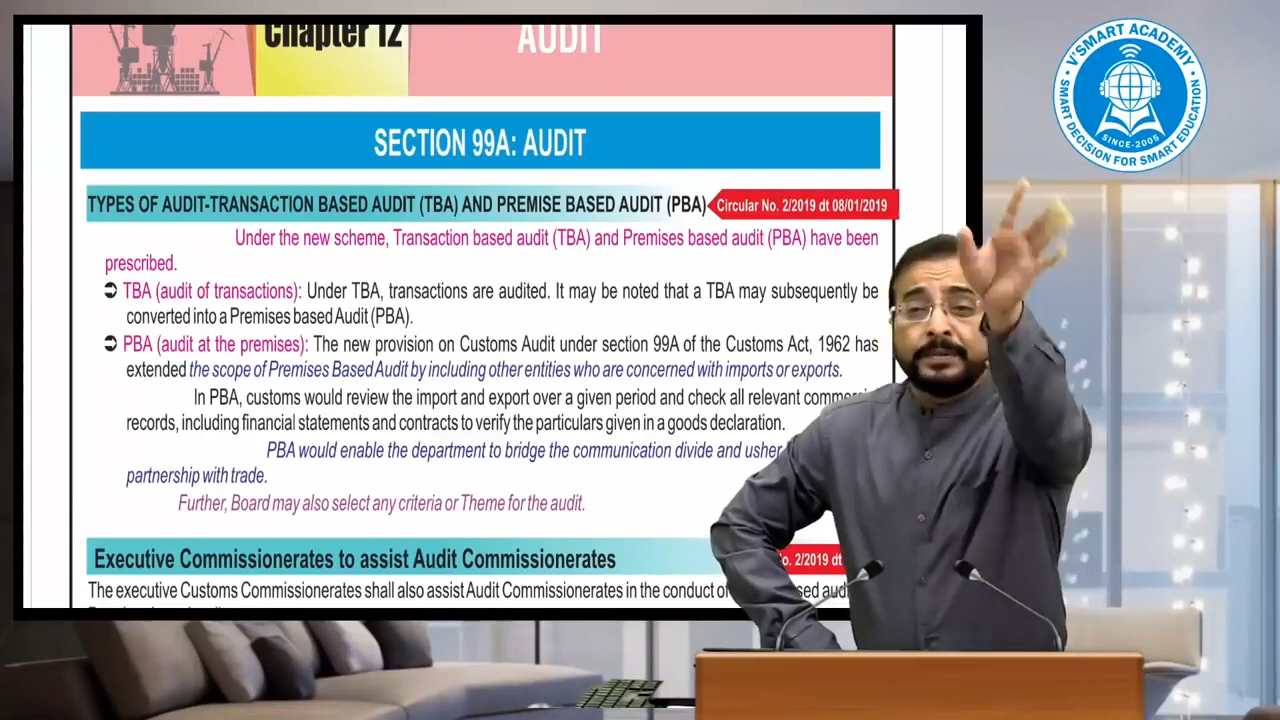 Chapter 12
AUDIT
SECTION 99A: AUDIT
TYPES OF AUDIT-TRANSACTION BASED AUDIT (TBA) AND PREMISE BASED AUDIT (PBA)
Circular No. 2/2019 dt 08/01/2019
Under the new scheme, Transaction based audit (TBA) and Premises based audit (PBA) have been
prescribed.
➲ TBA (audit of transactions): Under TBA, transactions are audited. It may be noted that a TBA may subsequently be
converted into a Premises based Audit (PBA).
➲ PBA (audit at the premises): The new provision on Customs Audit under section 99A of the Customs Act, 1962 has
extended the scope of Premises Based Audit by including other entities who are concerned with imports or exports.
In PBA, customs would review the import and export over a given period and check all relevant
records, including financial statements and contracts to verify the particulars given in a goods declaration.
PBA would enable the department to bridge the communication divide and usher
partnership with trade.
Further, Board may also select any criteria or Theme for the audit.
Executive Commissionerates to assist Audit Commissionerates
2/2019 dt
The executive Customs Commissionerates shall also assist Audit Commissionerates in the conduct
V'SMART ACADEMY
SINCE-2005
SMART DECISION FOR SMART EDUCATION